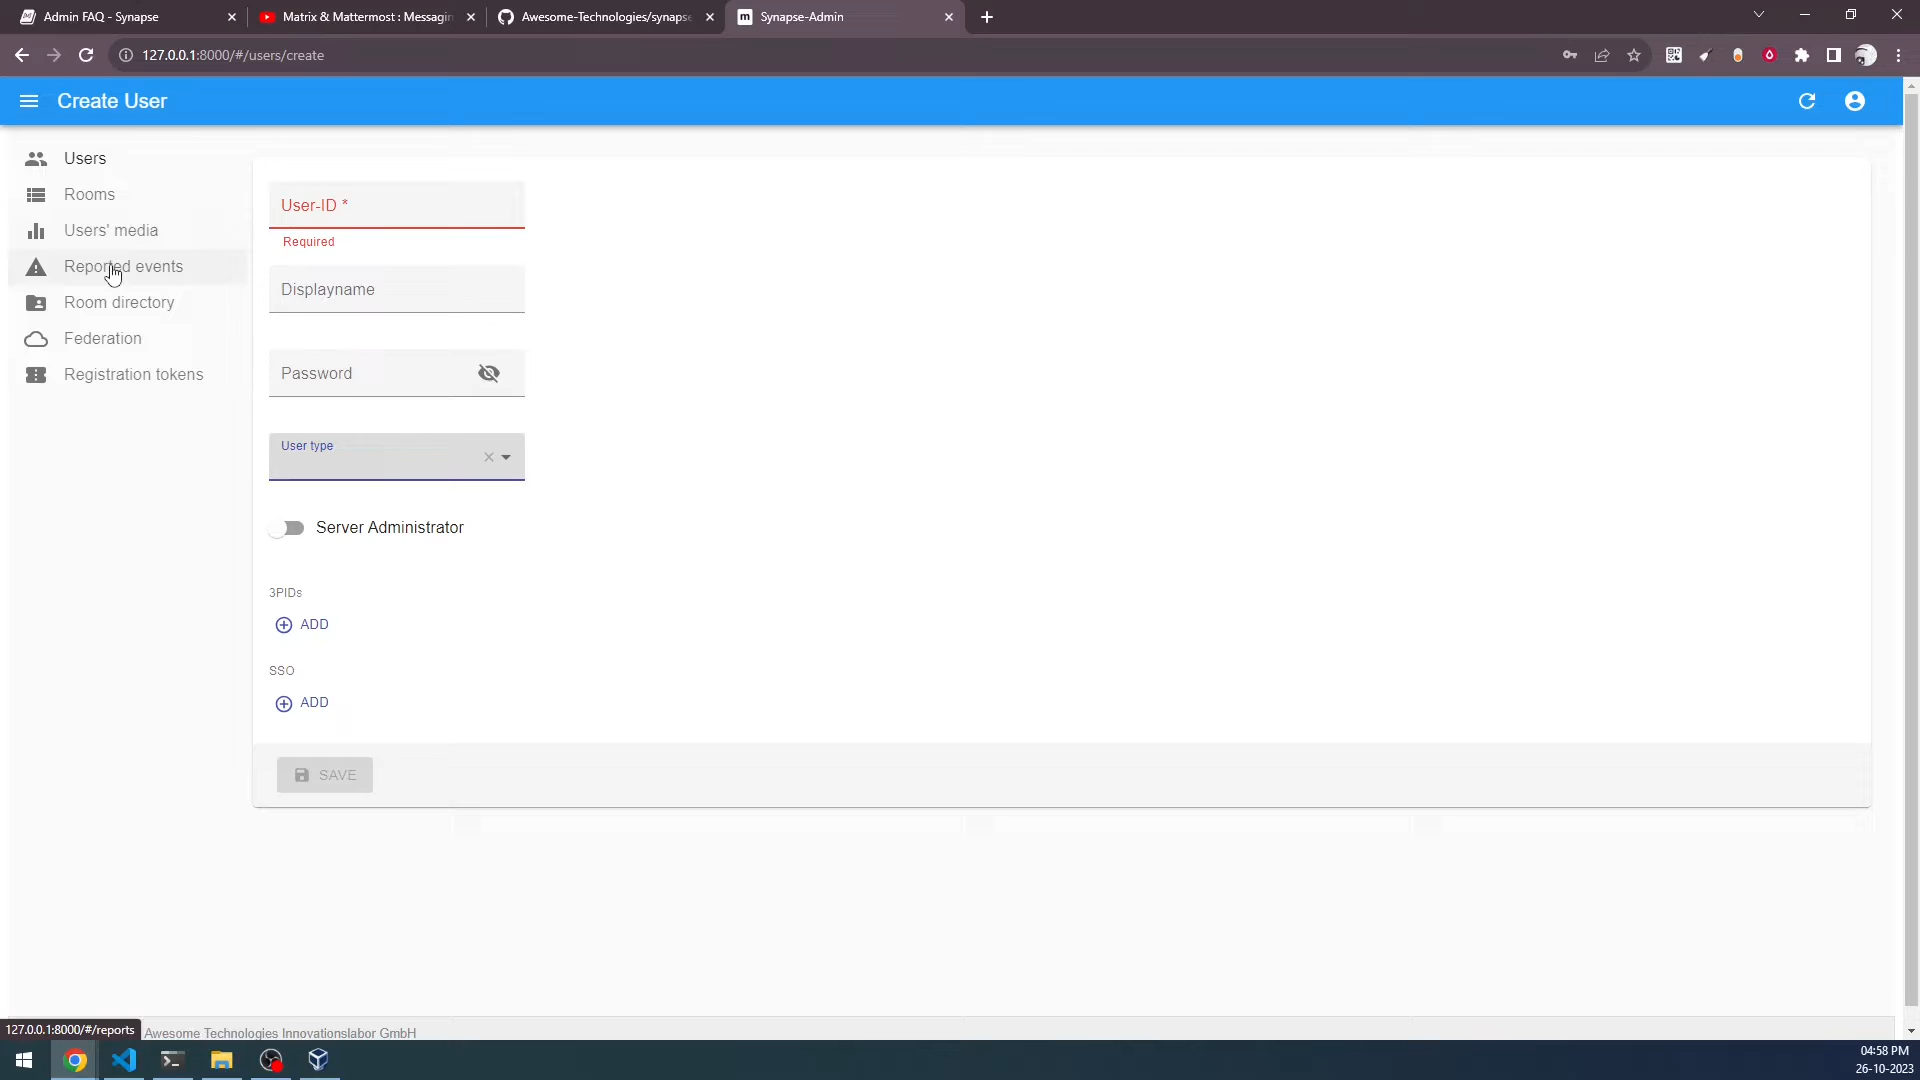 Admin FAQ - Synapse
Matrix & Mattermost : Messagin
Awesome-Technologies/synapse
Synapse-Admin
127.0.0.1:8000/#/users/create
Create User
Users
Rooms
Users' media
Reported events
Room directory
Federation
Registration tokens
User-ID *
Required
Displayname
Password
User type
Server Administrator
3PIDs
ADD
SSO
ADD
SAVE
127.0.0.1:8000/#/reports
Awesome Technologies Innovationslabor GmbH
04:58 PM
26-10-2023